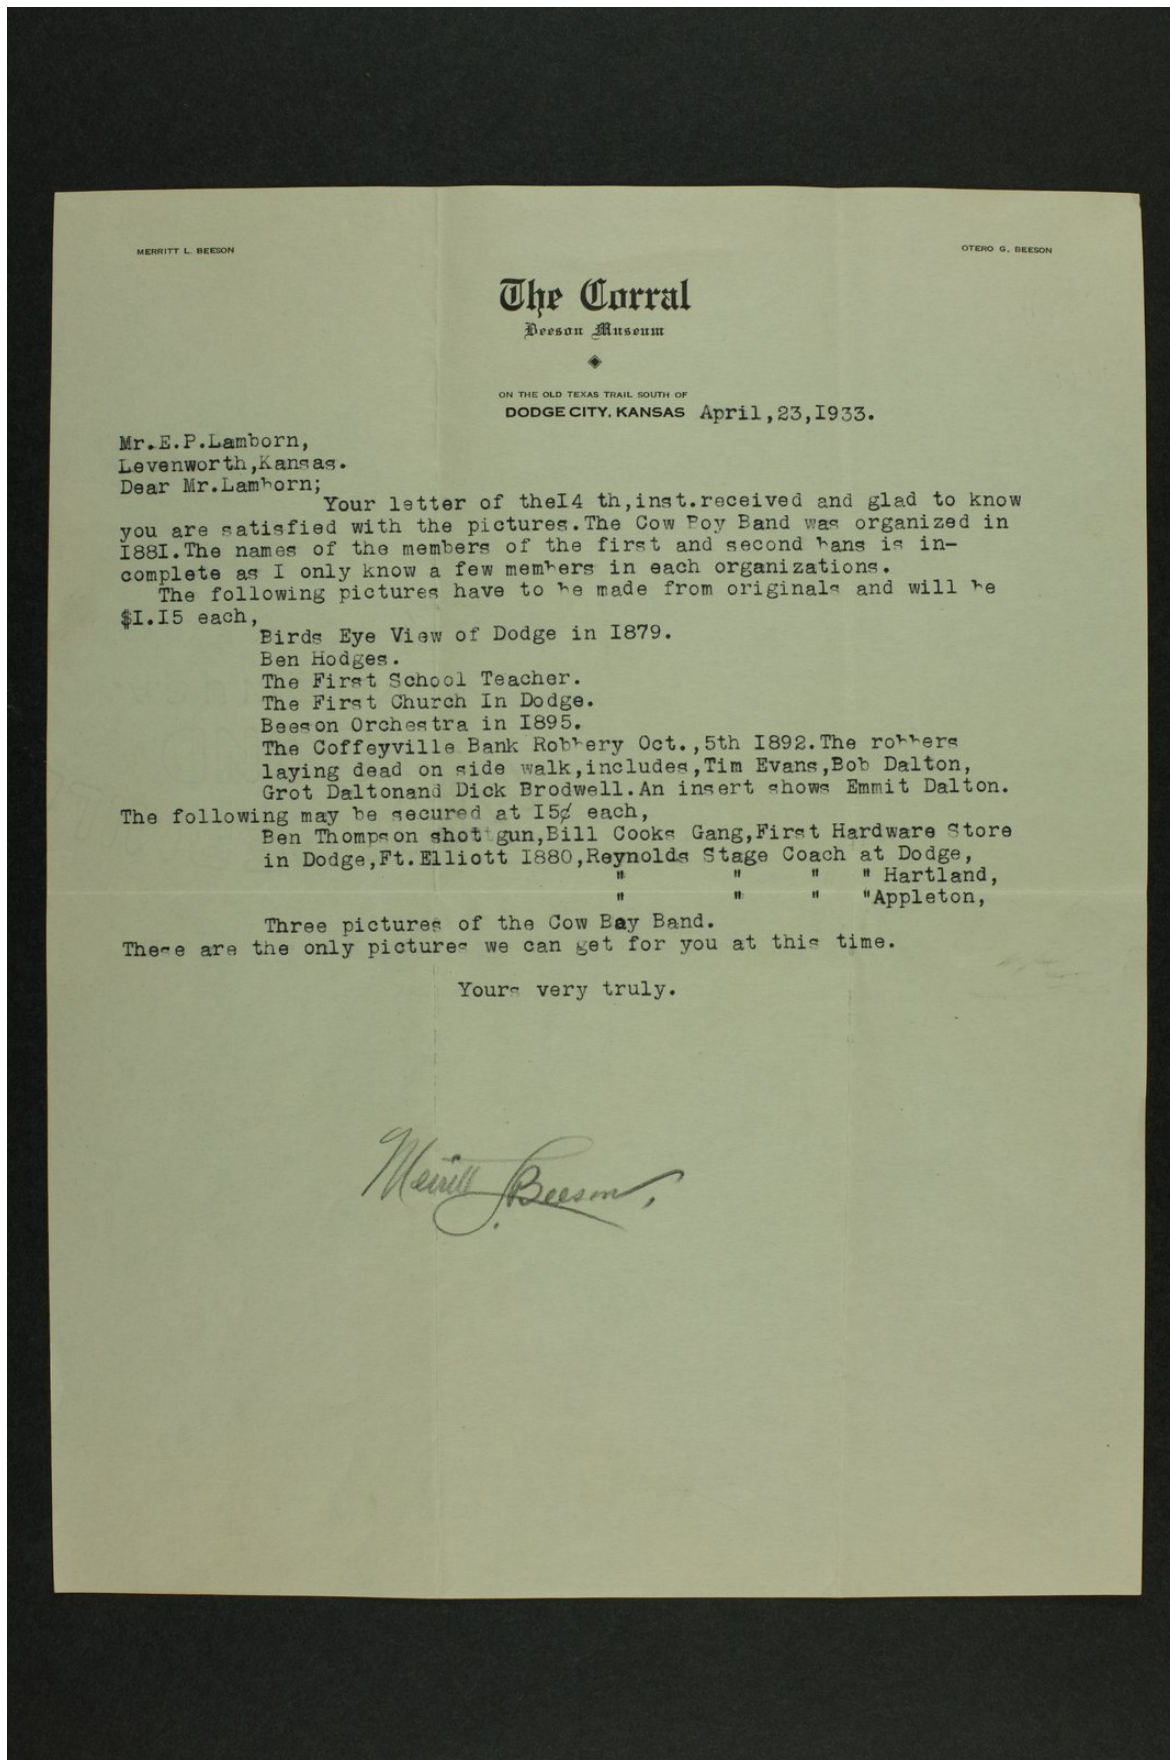 MERRITT L. BEESON
OTERO G. BEESON
The Corral
Beeson Museum
ON THE OLD TEXAS TRAIL SOUTH OF
DODGE CITY, KANSAS April,23,I933.
Mr.E.P.Lamborn,
Levenworth,Kansas.
Dear Mr.Lamborn;
Your letter of theI4 th,inst.received and glad to know
you are satisfied with the pictures.The Cow Boy Band was organized in
I88I.The names of the members of the first and second bans is in-
complete as I only know a few members in each organizations.
The following pictures have to be made from originals and will be
$I.I5 each,
Birds Eye View of Dodge in I879.
Ben Hodges.
The First School Teacher.
The First Church In Dodge.
Beeson Orchestra in I895.
The Coffeyville Bank Robbery Oct.,5th I892.The robbers
laying dead on side walk,includes,Tim Evans,Bob Dalton,
Grot Daltonand Dick Brodwell.An insert shows Emmit Dalton.
The following may be secured at I5¢ each,
Ben Thompson shot gun,Bill Cooks Gang,First Hardware Store
in Dodge,Ft.Elliott I880,Reynolds Stage Coach at Dodge,
" " " " Hartland,
" " " "Appleton,
Three pictures of the Cow Bay Band.
These are the only pictures we can get for you at this time.
Yours very truly.
Merritt L. Beeson.